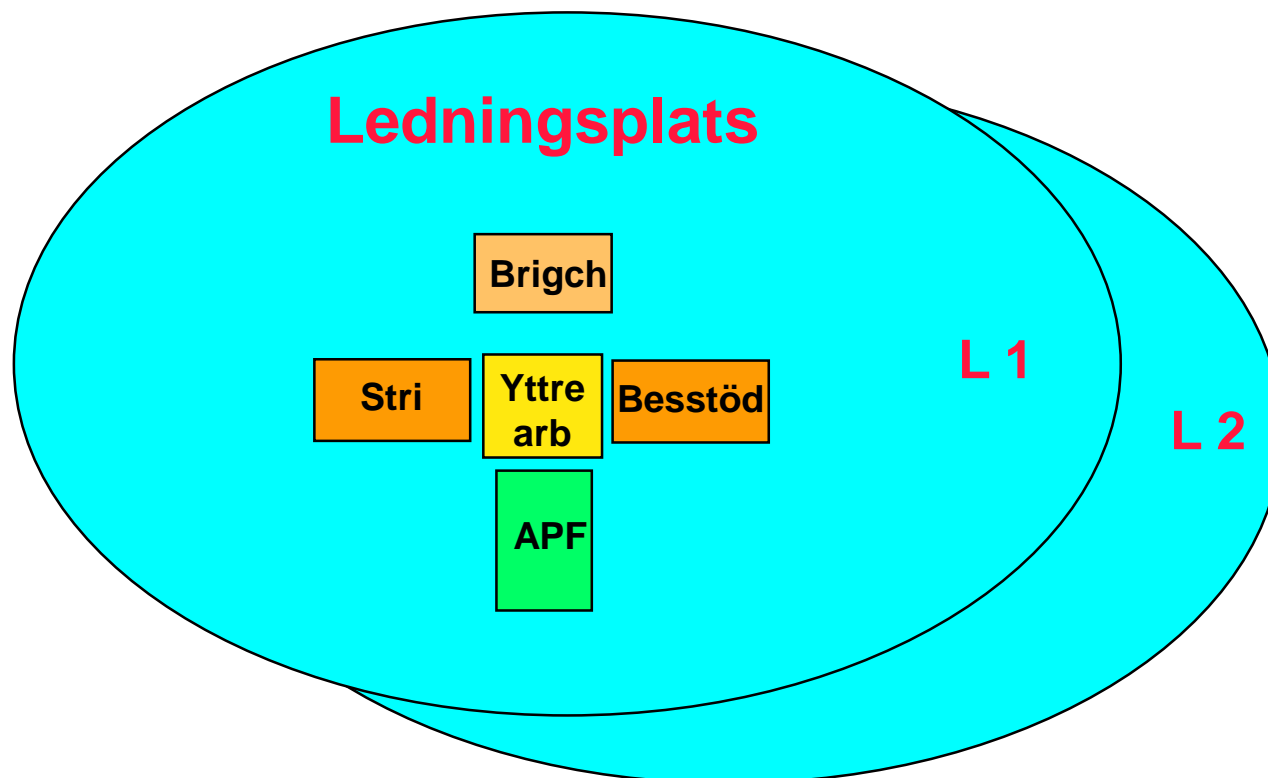 Ledningsplats
Brigch
Stri
Yttre
arb
Besstöd
APF
L 1
L 2